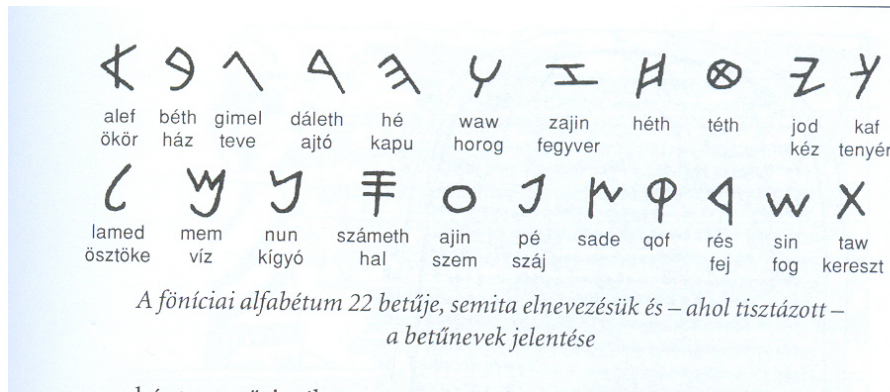 𐤀 𐤁 𐤂 𐤃 𐤄 𐤅 𐤆 𐤇 𐤈 𐤉 𐤊
alef béth gimel dáleth hé waw zajin héth téth jod kaf
ökör ház teve ajtó kapu horog fegyver kéz tenyér
𐤋 𐤌 𐤍 𐤎 𐤏 𐤐 𐤑 𐤒 𐤓 𐤔 𐤕
lamed mem nun számeth ajin pé sade qof rés sin taw
ösztöke víz kígyó hal szem száj fej fog kereszt
A föníciai alfabétum 22 betűje, semita elnevezésük és – ahol tisztázott –
a betűnevek jelentése